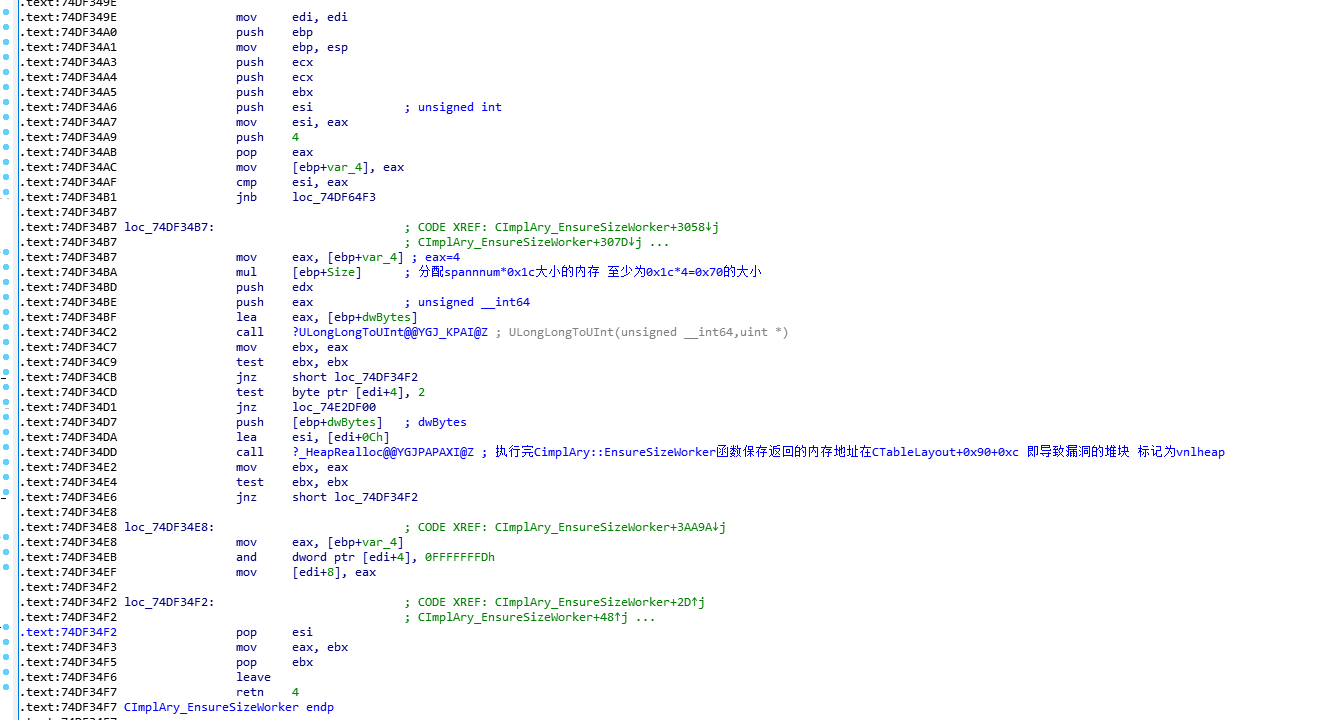 .text:74DF349E
.text:74DF349E mov edi, edi
.text:74DF34A0 push ebp
.text:74DF34A1 mov ebp, esp
.text:74DF34A3 push ecx
.text:74DF34A4 push ecx
.text:74DF34A5 push ebx
.text:74DF34A6 push esi ; unsigned int
.text:74DF34A7 mov esi, eax
.text:74DF34A9 push 4
.text:74DF34AB pop eax
.text:74DF34AC mov [ebp+var_4], eax
.text:74DF34AF cmp esi, eax
.text:74DF34B1 jnb loc_74DF64F3
.text:74DF34B7
.text:74DF34B7 loc_74DF34B7: ; CODE XREF: CImplAry_EnsureSizeWorker+3058↓j
.text:74DF34B7 ; CImplAry_EnsureSizeWorker+307D↓j ...
.text:74DF34B7 mov eax, [ebp+var_4] ; eax=4
.text:74DF34BA mul [ebp+Size] ; 分配spannnum*0x1c大小的内存 至少为0x1c*4=0x70的大小
.text:74DF34BD push edx
.text:74DF34BE push eax ; unsigned __int64
.text:74DF34BF lea eax, [ebp+dwBytes]
.text:74DF34C2 call ?ULongLongToUInt@@YGJ_KPAI@Z ; ULongLongToUInt(unsigned __int64,uint *)
.text:74DF34C7 mov ebx, eax
.text:74DF34C9 test ebx, ebx
.text:74DF34CB jnz short loc_74DF34F2
.text:74DF34CD test byte ptr [edi+4], 2
.text:74DF34D1 jnz loc_74E2DF00
.text:74DF34D7 push [ebp+dwBytes] ; dwBytes
.text:74DF34DA lea esi, [edi+0Ch]
.text:74DF34DD call ?_HeapRealloc@@YGJPAPAXI@Z ; 执行完CimplAry::EnsureSizeWorker函数保存返回的内存地址在CTableLayout+0x90+0xc 即导致漏洞的堆块 标记为vnlheap
.text:74DF34E2 mov ebx, eax
.text:74DF34E4 test ebx, ebx
.text:74DF34E6 jnz short loc_74DF34F2
.text:74DF34E8
.text:74DF34E8 loc_74DF34E8: ; CODE XREF: CImplAry_EnsureSizeWorker+3AA9A↓j
.text:74DF34E8 mov eax, [ebp+var_4]
.text:74DF34EB and dword ptr [edi+4], 0FFFFFFFDh
.text:74DF34EF mov [edi+8], eax
.text:74DF34F2
.text:74DF34F2 loc_74DF34F2: ; CODE XREF: CImplAry_EnsureSizeWorker+2D↑j
.text:74DF34F2 ; CImplAry_EnsureSizeWorker+48↑j ...
.text:74DF34F2 pop esi
.text:74DF34F3 mov eax, ebx
.text:74DF34F5 pop ebx
.text:74DF34F6 leave
.text:74DF34F7 retn 4
.text:74DF34F7 CImplAry_EnsureSizeWorker endp